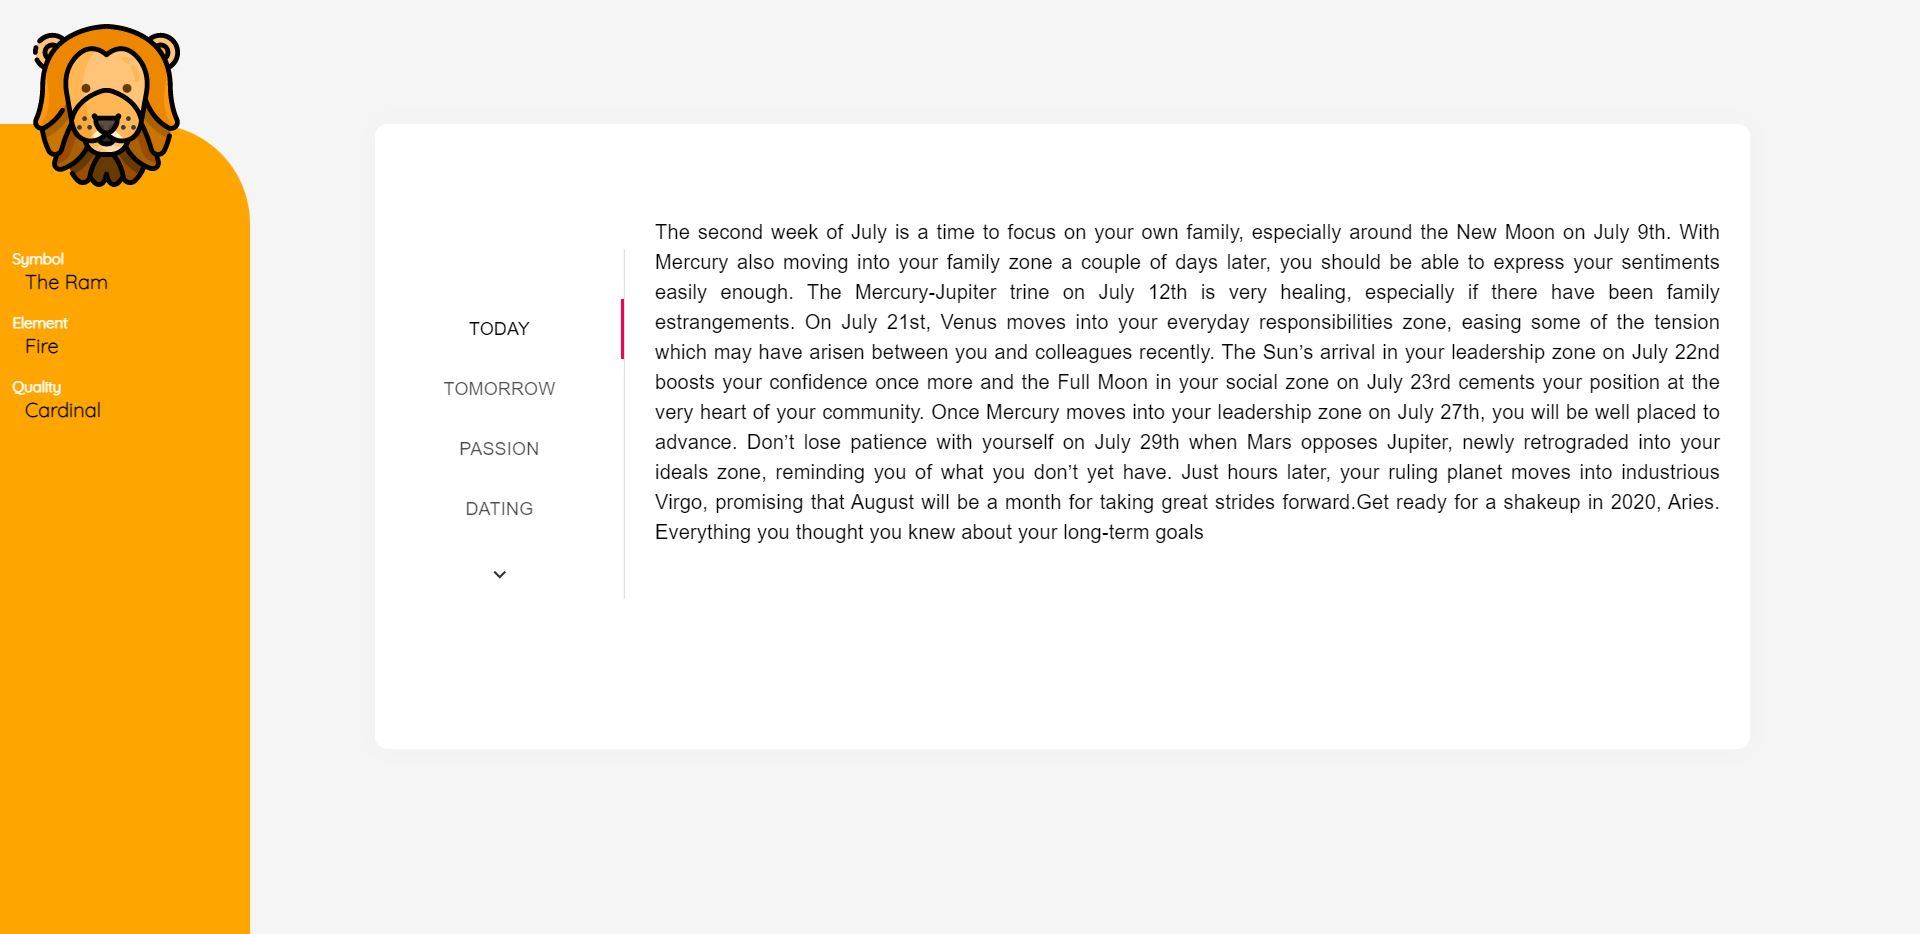 Symbol
The Ram
Element
Fire
Quality
Cardinal
TODAY
TOMORROW
PASSION
DATING
The second week of July is a time to focus on your own family, especially around the New Moon on July 9th. With
Mercury also moving into your family zone a couple of days later, you should be able to express your sentiments
easily enough. The Mercury-Jupiter trine on July 12th is very healing, especially if there have been family
estrangements. On July 21st, Venus moves into your everyday responsibilities zone, easing some of the tension
which may have arisen between you and colleagues recently. The Sun’s arrival in your leadership zone on July 22nd
boosts your confidence once more and the Full Moon in your social zone on July 23rd cements your position at the
very heart of your community. Once Mercury moves into your leadership zone on July 27th, you will be well placed to
advance. Don’t lose patience with yourself on July 29th when Mars opposes Jupiter, newly retrograded into your
ideals zone, reminding you of what you don’t yet have. Just hours later, your ruling planet moves into industrious
Virgo, promising that August will be a month for taking great strides forward.Get ready for a shakeup in 2020, Aries.
Everything you thought you knew about your long-term goals